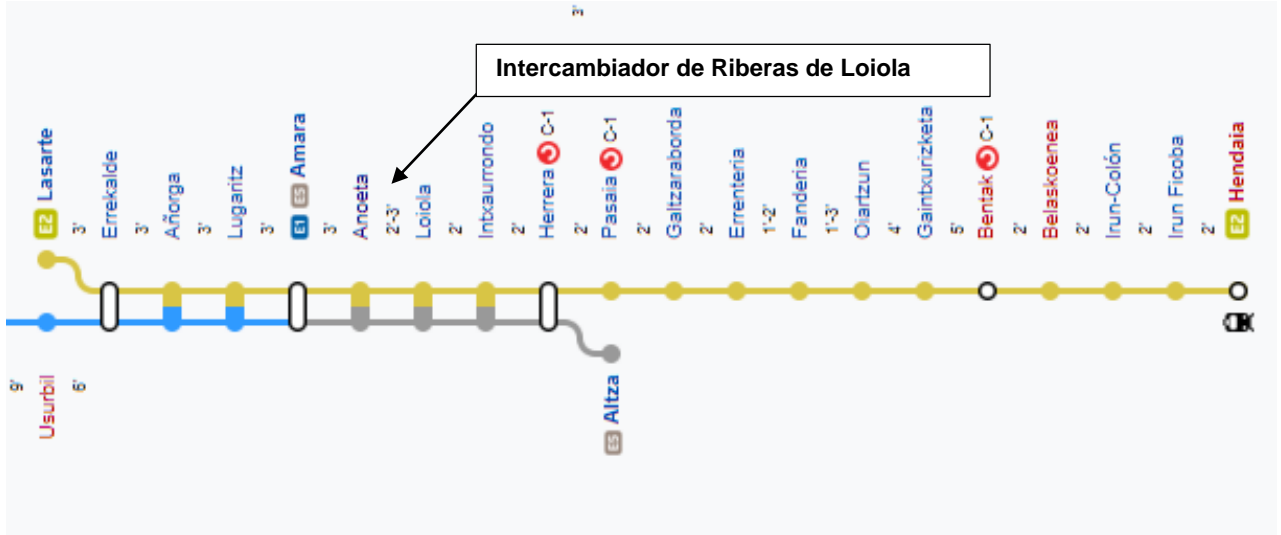 3'
Intercambiador de Riberas de Loiola
E2 Lasarte
3'
Errekalde
3'
Añorga
3'
Lugaritz
3'
E1 E5 Amara
3'
Anoeta
2'-3'
Loiola
2'
Intxaurrondo
2'
Herrera C-1
2'
Pasaia C-1
2'
Galtzaraborda
2'
Errenteria
1'-2'
Fanderia
1'-3'
Oiartzun
4'
Gaintxurizketa
5'
Bentak C-1
2'
Belaskoenea
2'
Irun-Colón
2'
Irun Ficoba
2'
E2 Hendaia
9'
Usurbil
6'
E5 Altza